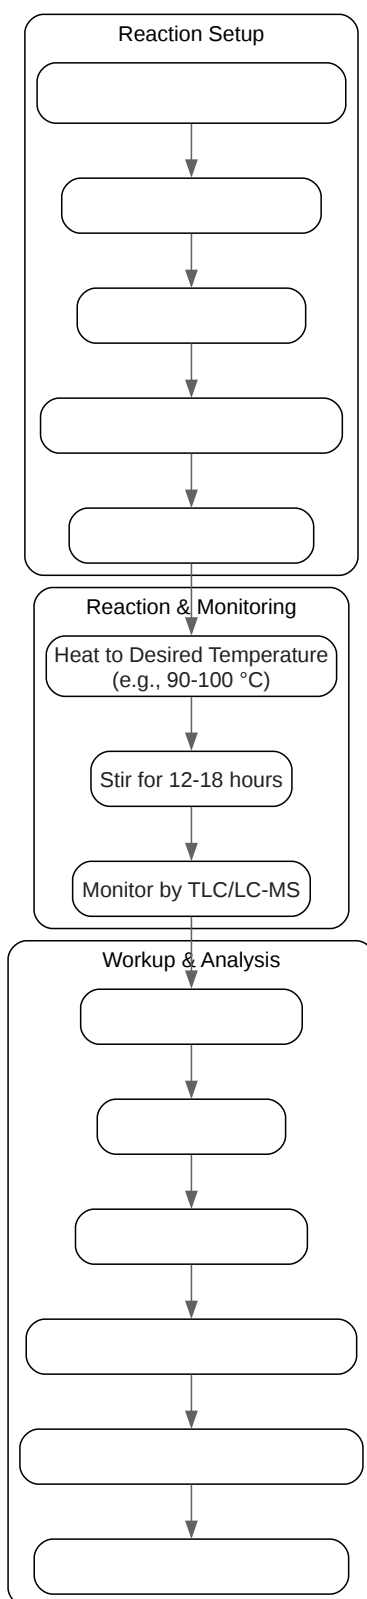 Reaction Setup
Reaction & Monitoring
Heat to Desired Temperature
(e.g., 90-100 °C)
Stir for 12-18 hours
Monitor by TLC/LC-MS
Workup & Analysis